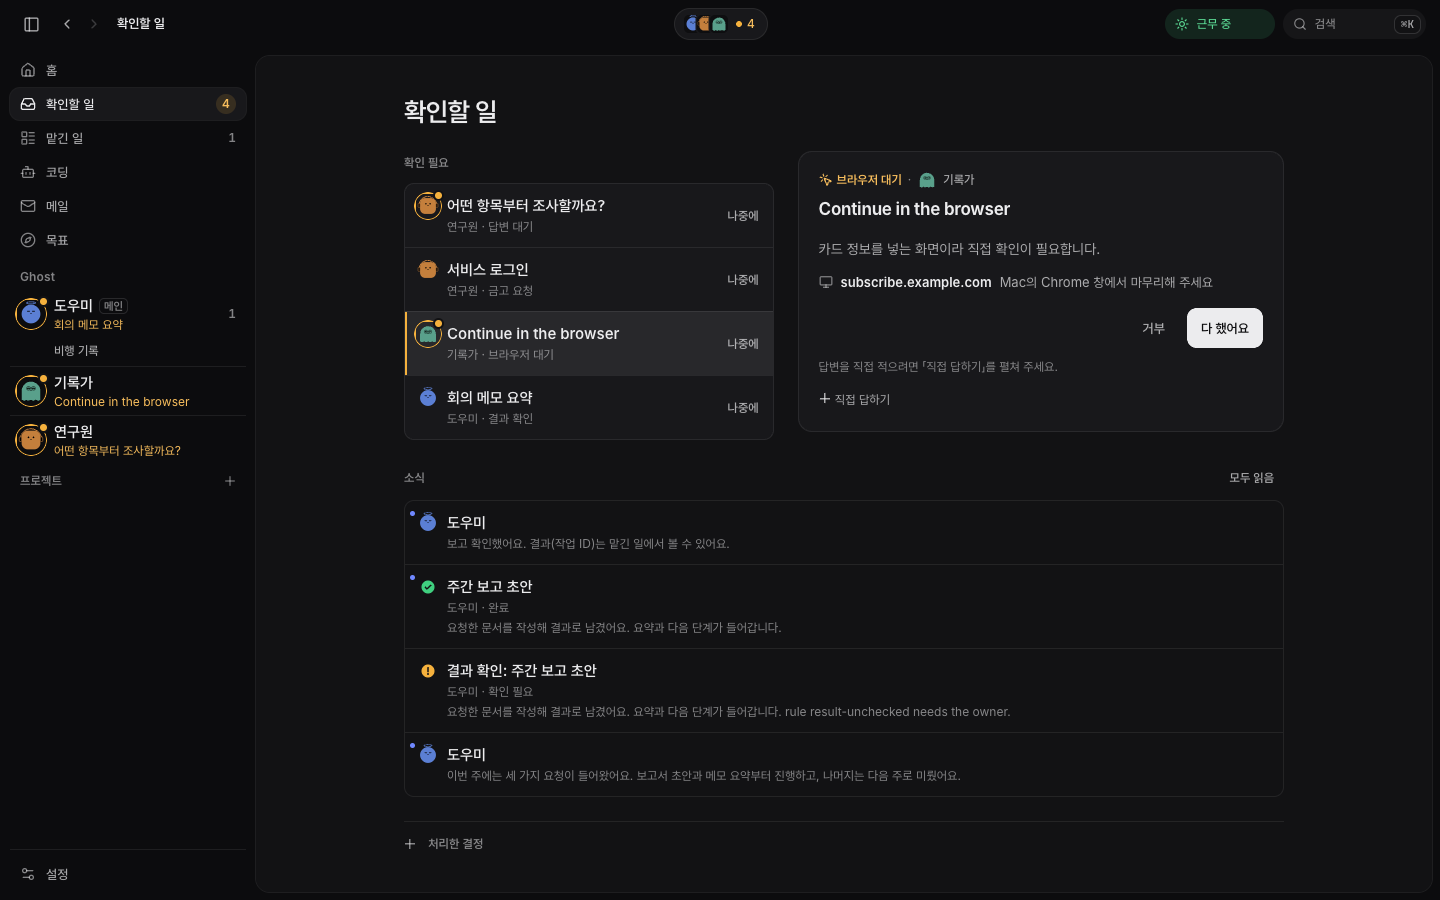 확인할 일
4
근무 중
검색
⌘K
홈
확인할 일
4
맡긴 일
1
코딩
메일
목표
Ghost
도우미 메인
회의 메모 요약
1
비행 기록
기록가
Continue in the browser
연구원
어떤 항목부터 조사할까요?
프로젝트
설정
확인할 일
확인 필요
어떤 항목부터 조사할까요?
연구원 · 답변 대기
나중에
서비스 로그인
연구원 · 금고 요청
나중에
Continue in the browser
기록가 · 브라우저 대기
나중에
회의 메모 요약
도우미 · 결과 확인
나중에
브라우저 대기 · 기록가
Continue in the browser
카드 정보를 넣는 화면이라 직접 확인이 필요합니다.
subscribe.example.com Mac의 Chrome 창에서 마무리해 주세요
거부
다 했어요
답변을 직접 적으려면 「직접 답하기」를 펼쳐 주세요.
직접 답하기
소식
모두 읽음
도우미
보고 확인했어요. 결과(작업 ID)는 맡긴 일에서 볼 수 있어요.
주간 보고 초안
도우미 · 완료
요청한 문서를 작성해 결과로 남겼어요. 요약과 다음 단계가 들어갑니다.
결과 확인: 주간 보고 초안
도우미 · 확인 필요
요청한 문서를 작성해 결과로 남겼어요. 요약과 다음 단계가 들어갑니다. rule result-unchecked needs the owner.
도우미
이번 주에는 세 가지 요청이 들어왔어요. 보고서 초안과 메모 요약부터 진행하고, 나머지는 다음 주로 미뤘어요.
처리한 결정